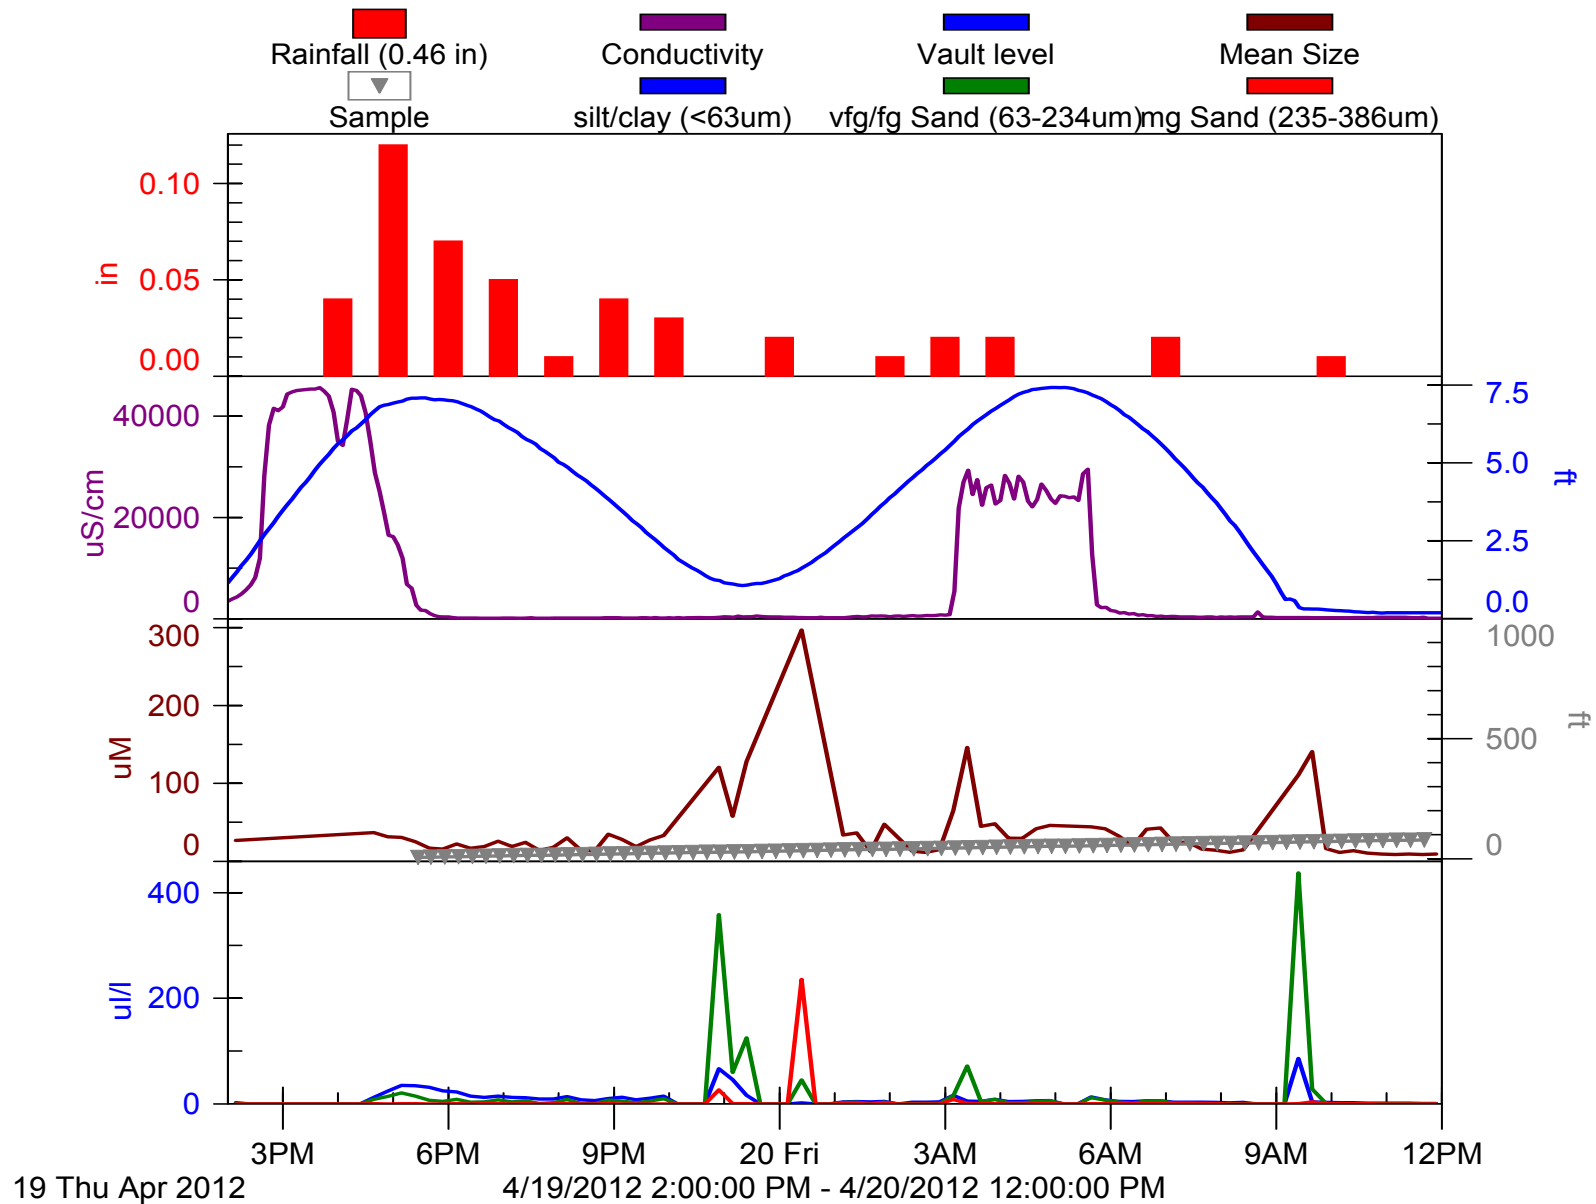 Rainfall (0.46 in) Conductivity Vault level Mean Size
Sample silt/clay (<63um) vfg/fg Sand (63-234um) mg Sand (235-386um)
0.10
0.05
0.00
in
40000
20000
0
uS/cm
7.5
5.0
2.5
0.0
ft
300
200
100
0
uM
1000
500
0
ft
400
200
0
ul/l
3PM 6PM 9PM 20 Fri 3AM 6AM 9AM 12PM
19 Thu Apr 2012 4/19/2012 2:00:00 PM - 4/20/2012 12:00:00 PM